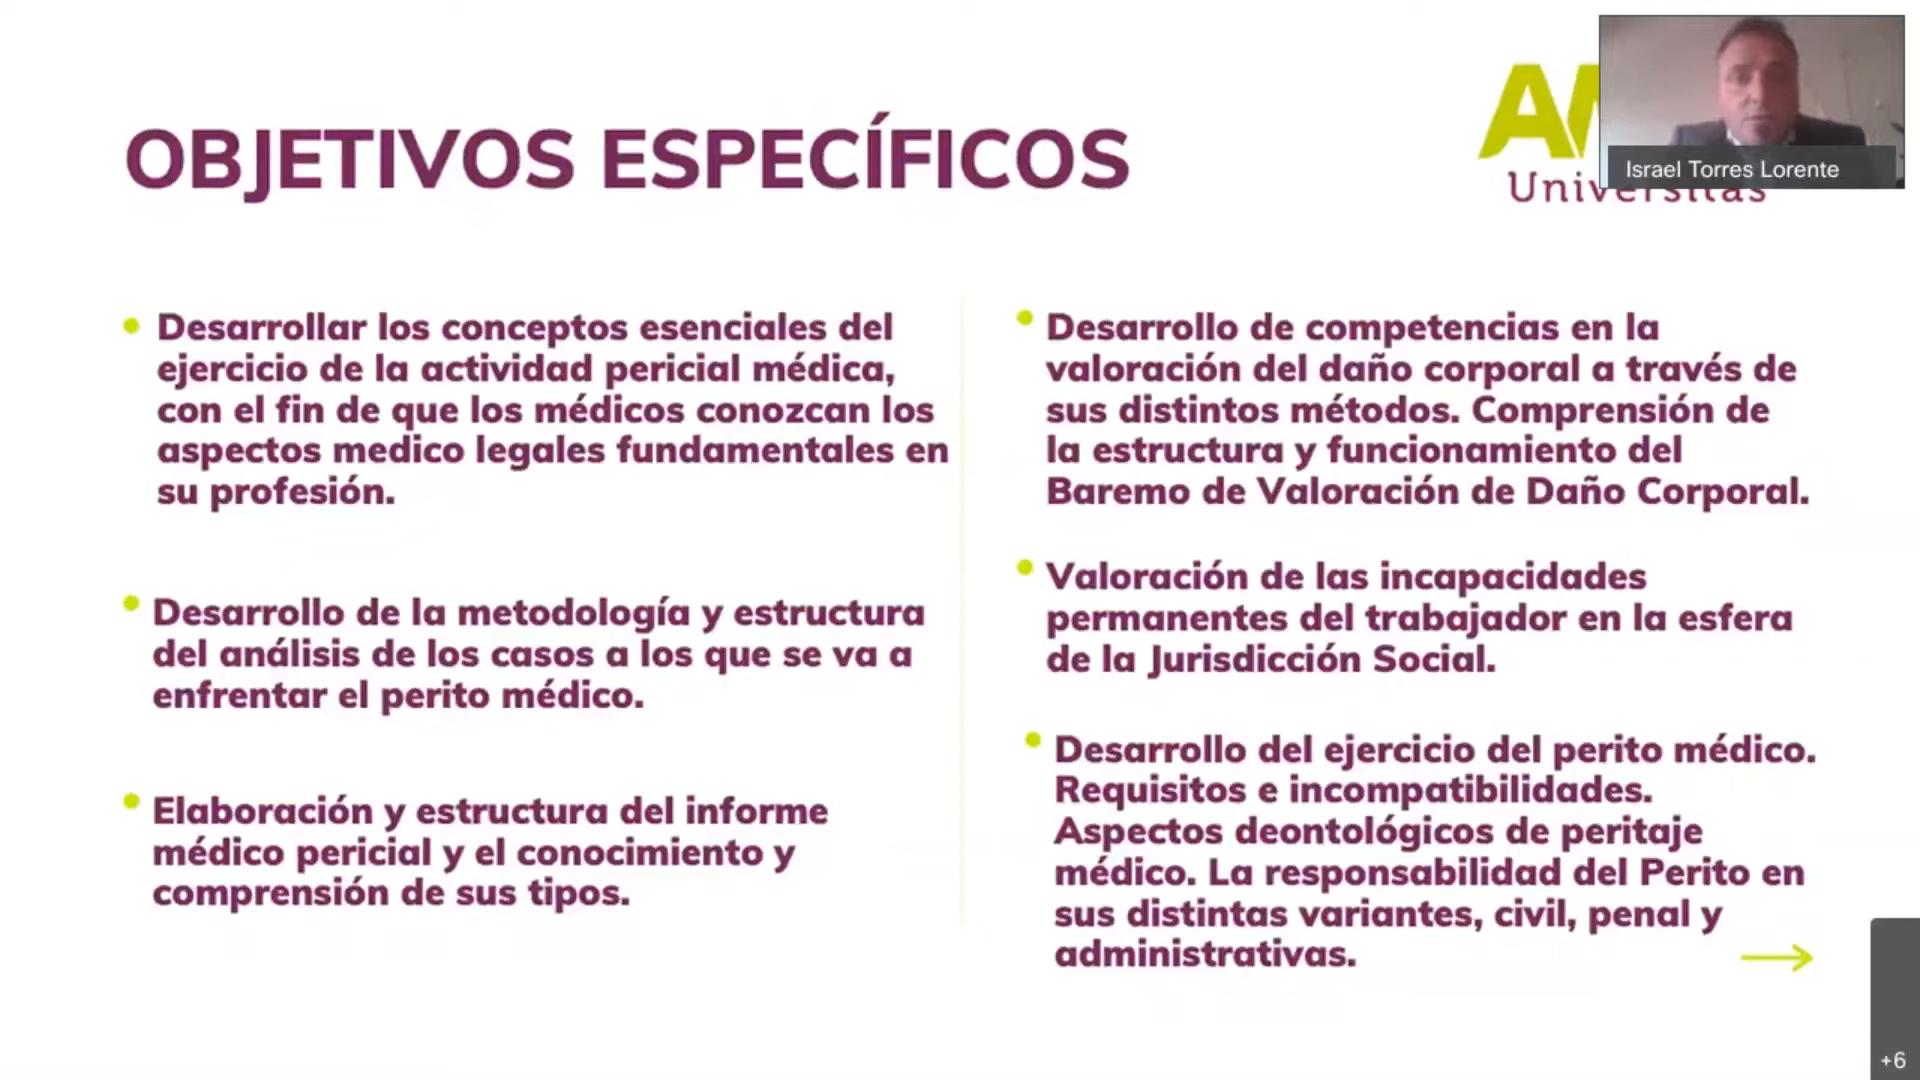 OBJETIVOS ESPECÍFICOS
Universitas
Israel Torres Lorente
Desarrollar los conceptos esenciales del
ejercicio de la actividad pericial médica,
con el fin de que los médicos conozcan los
aspectos medico legales fundamentales en
su profesión.
Desarrollo de la metodología y estructura
del análisis de los casos a los que se va a
enfrentar el perito médico.
Elaboración y estructura del informe
médico pericial y el conocimiento y
comprensión de sus tipos.
Desarrollo de competencias en la
valoración del daño corporal a través de
sus distintos métodos. Comprensión de
la estructura y funcionamiento del
Baremo de Valoración de Daño Corporal.
Valoración de las incapacidades
permanentes del trabajador en la esfera
de la Jurisdicción Social.
Desarrollo del ejercicio del perito médico.
Requisitos e incompatibilidades.
Aspectos deontológicos de peritaje
médico. La responsabilidad del Perito en
sus distintas variantes, civil, penal y
administrativas.
+6